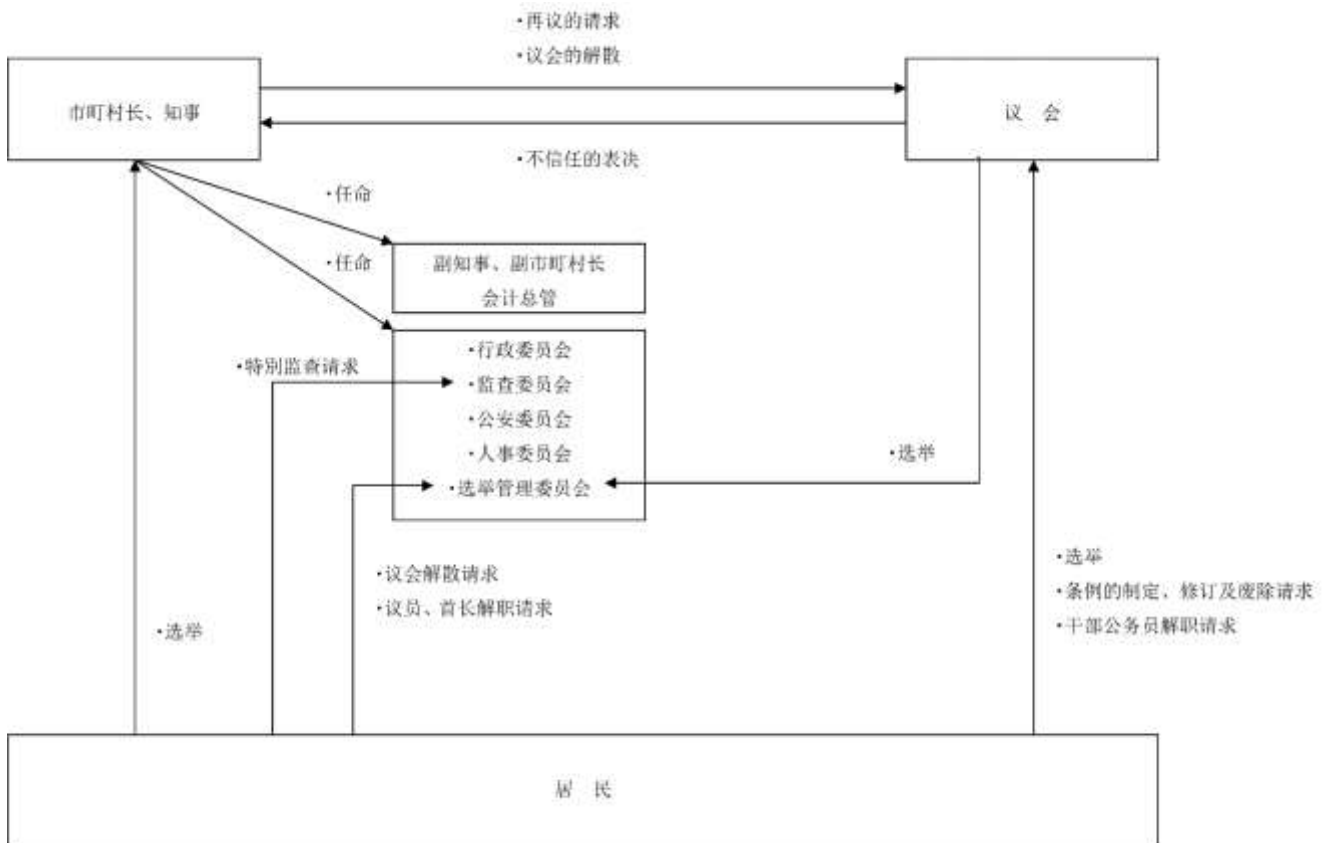 ·再议的请求
·议会的解散
市町村长、知事
议 会
·不信任的表决
·任命
·任命
副知事、副市町村长
会计总管
·行政委员会
·特别监查请求
·监查委员会
·公安委员会
·人事委员会
·选举
·选举管理委员会
·议会解散请求
·议员、首长解职请求
·选举
·选举
·条例的制定、修订及废除请求
·干部公务员解职请求
居 民